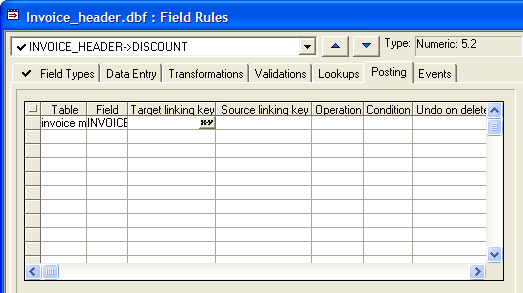 Invoice_header.dbf : Field Rules
INVOICE_HEADER->DISCOUNT Type: Numeric: 5.2
Field Types Data Entry Transformations Validations Lookups Posting Events
Table Field Target linking key Source linking key Operation Condition Undo on delete
invoice m INVOICE x-y